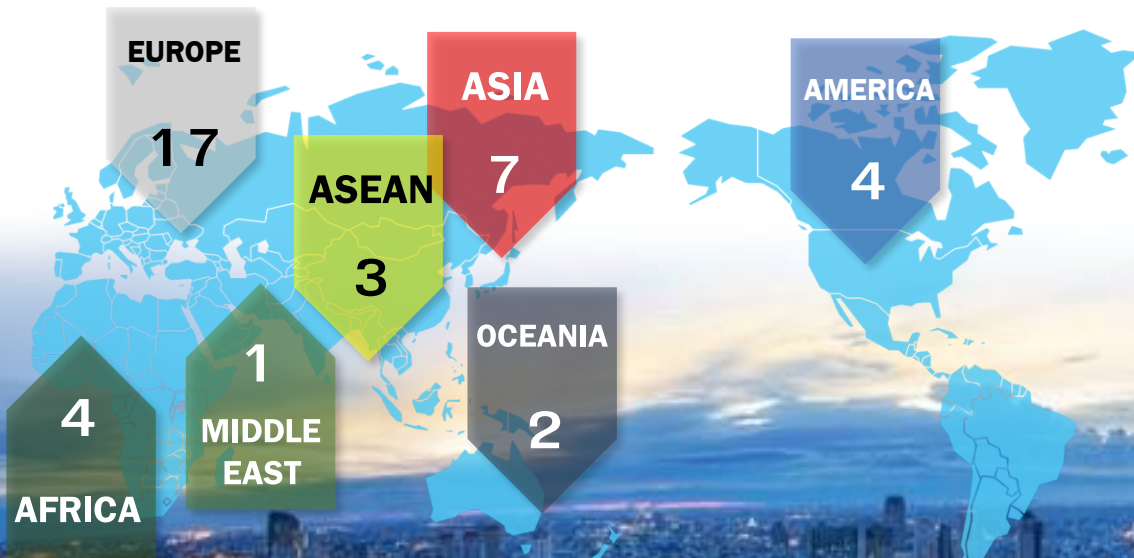 EUROPE
17
ASIA
7
AMERICA
4
ASEAN
3
OCEANIA
2
1
MIDDLE
EAST
4
AFRICA